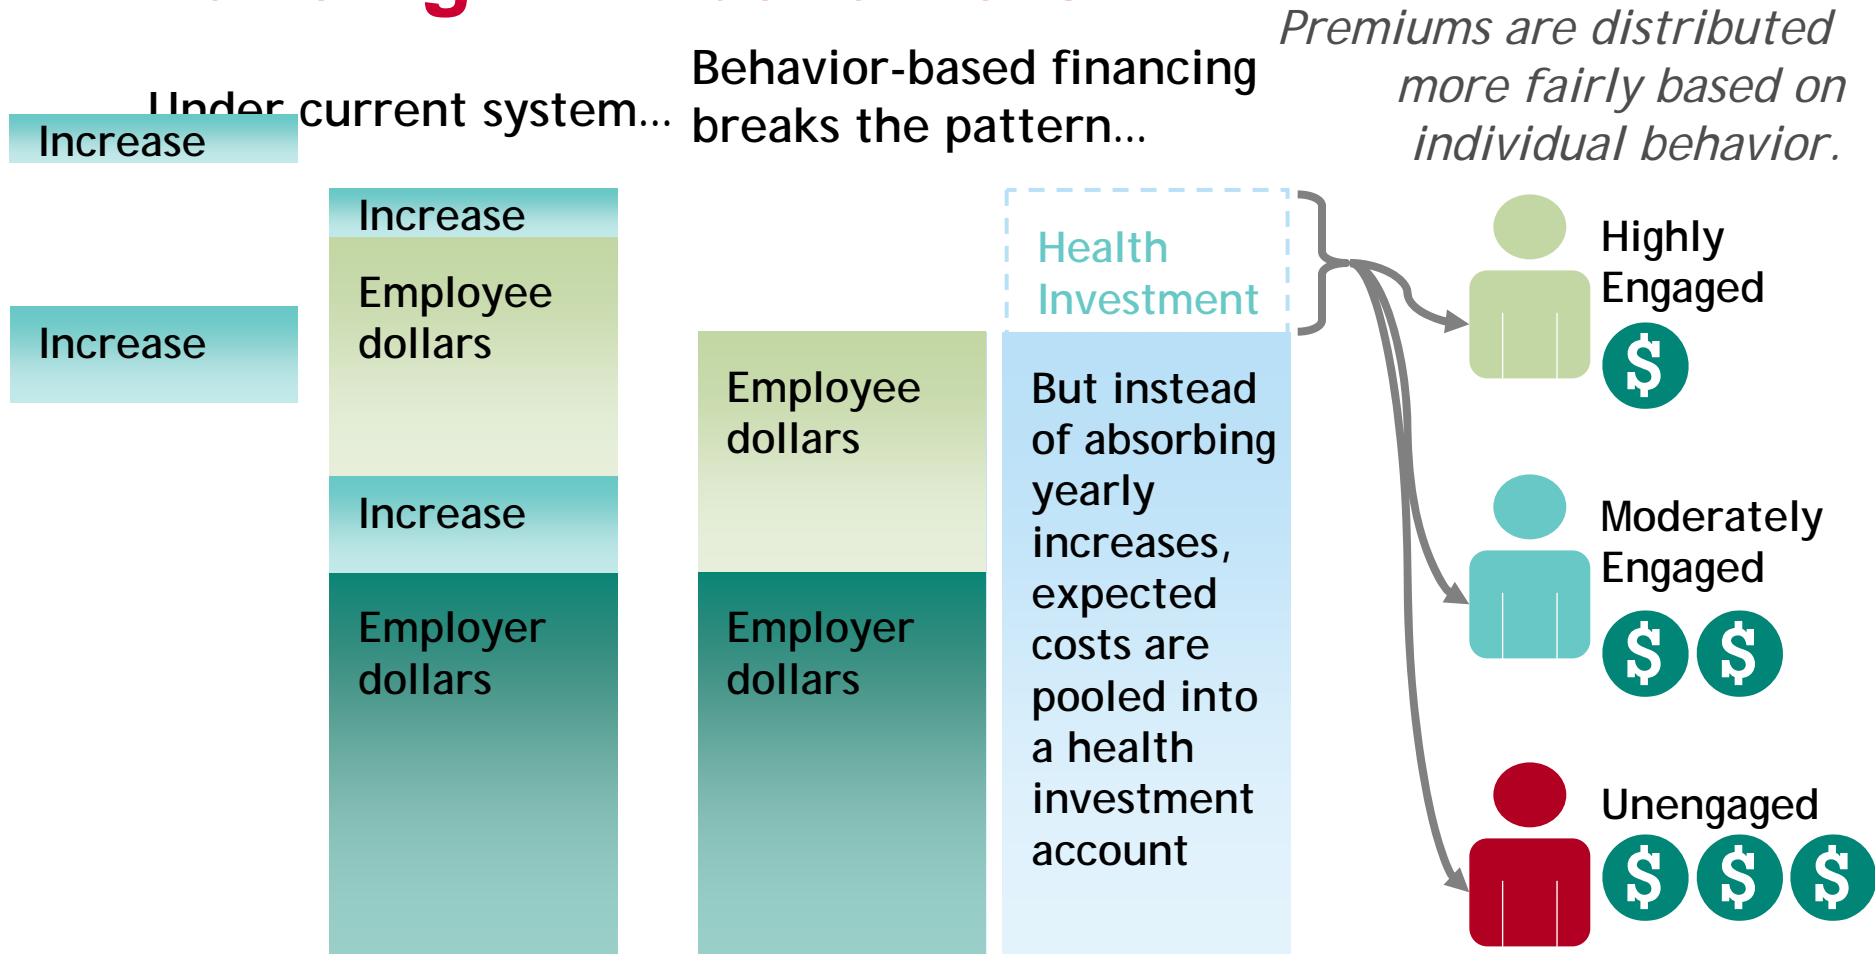 Under current system...
Behavior-based financing
breaks the pattern...
Premiums are distributed
more fairly based on
individual behavior.
Increase
Increase
Increase
Employee
dollars
Increase
Employer
dollars
Employee
dollars
Employer
dollars
Health
Investment
But instead
of absorbing
yearly
increases,
expected
costs are
pooled into
a health
investment
account
Highly
Engaged
$
Moderately
Engaged
$ $
Unengaged
$ $ $